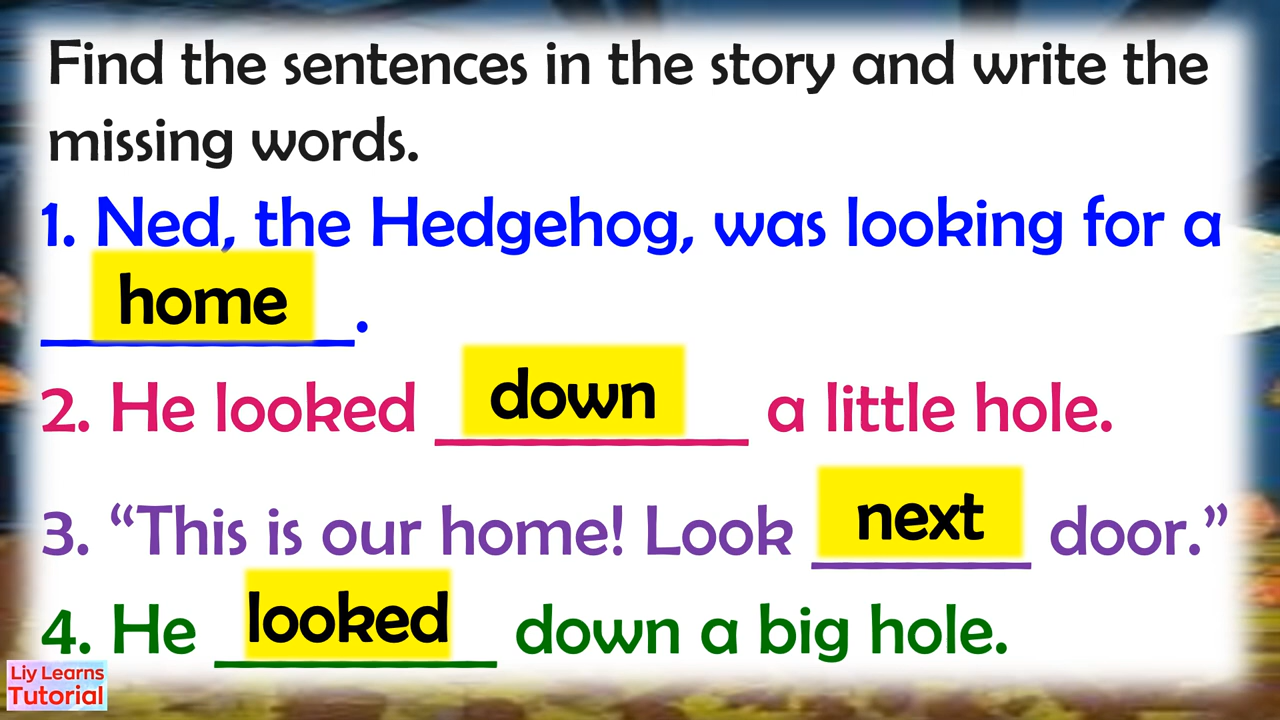 Find the sentences in the story and write the
missing words.
1. Ned, the Hedgehog, was looking for a
home.
2. He looked down a little hole.
3. “This is our home! Look next door.”
4. He looked down a big hole.
Liy Learns
Tutorial